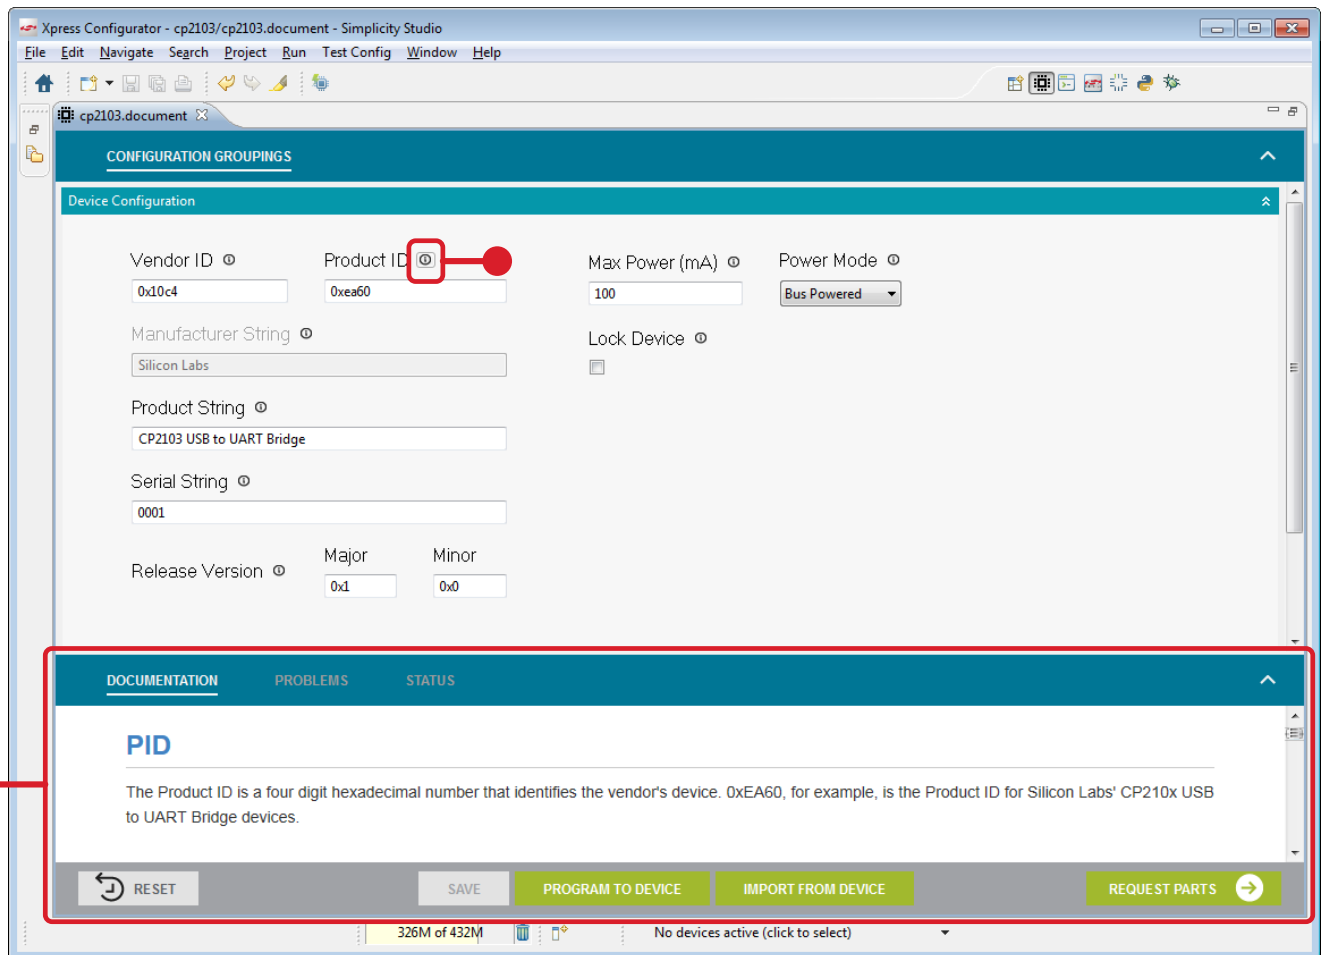 Xpress Configurator - cp2103/cp2103.document - Simplicity Studio
File Edit Navigate Search Project Run Test Config Window Help
cp2103.document
CONFIGURATION GROUPINGS
Device Configuration
Vendor ID Product ID Max Power (mA) Power Mode
0x10c4 0xea60 100 Bus Powered
Manufacturer String Lock Device
Silicon Labs
Product String
CP2103 USB to UART Bridge
Serial String
0001
Major Minor
Release Version
0x1 0x0
DOCUMENTATION PROBLEMS STATUS
PID
The Product ID is a four digit hexadecimal number that identifies the vendor's device. 0xEA60, for example, is the Product ID for Silicon Labs' CP210x USB
to UART Bridge devices.
RESET SAVE PROGRAM TO DEVICE IMPORT FROM DEVICE REQUEST PARTS
326M of 432M No devices active (click to select)